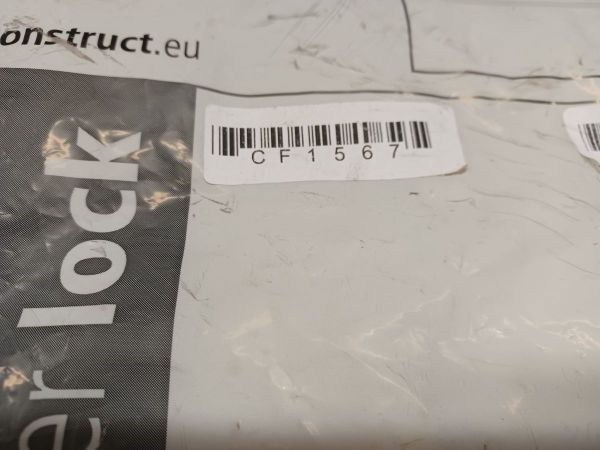 onstruct.eu
CF1567
er lock